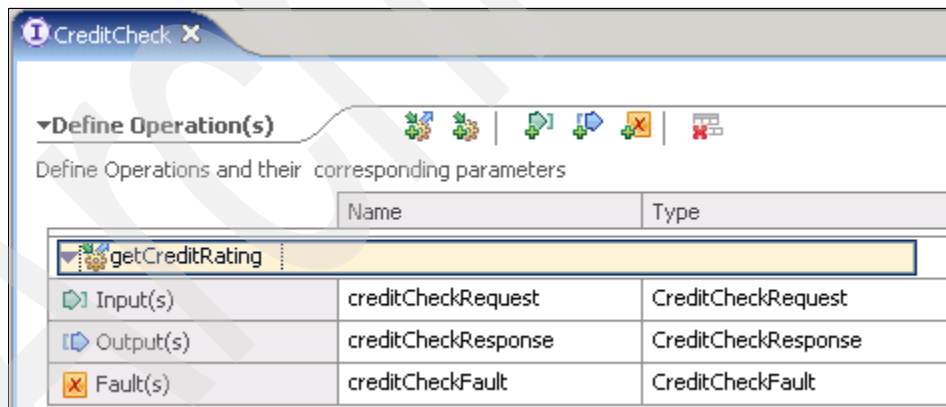 CreditCheck
Define Operation(s)
Define Operations and their corresponding parameters
Name Type
getCreditRating
Input(s) creditCheckRequest CreditCheckRequest
Output(s) creditCheckResponse CreditCheckResponse
Fault(s) creditCheckFault CreditCheckFault